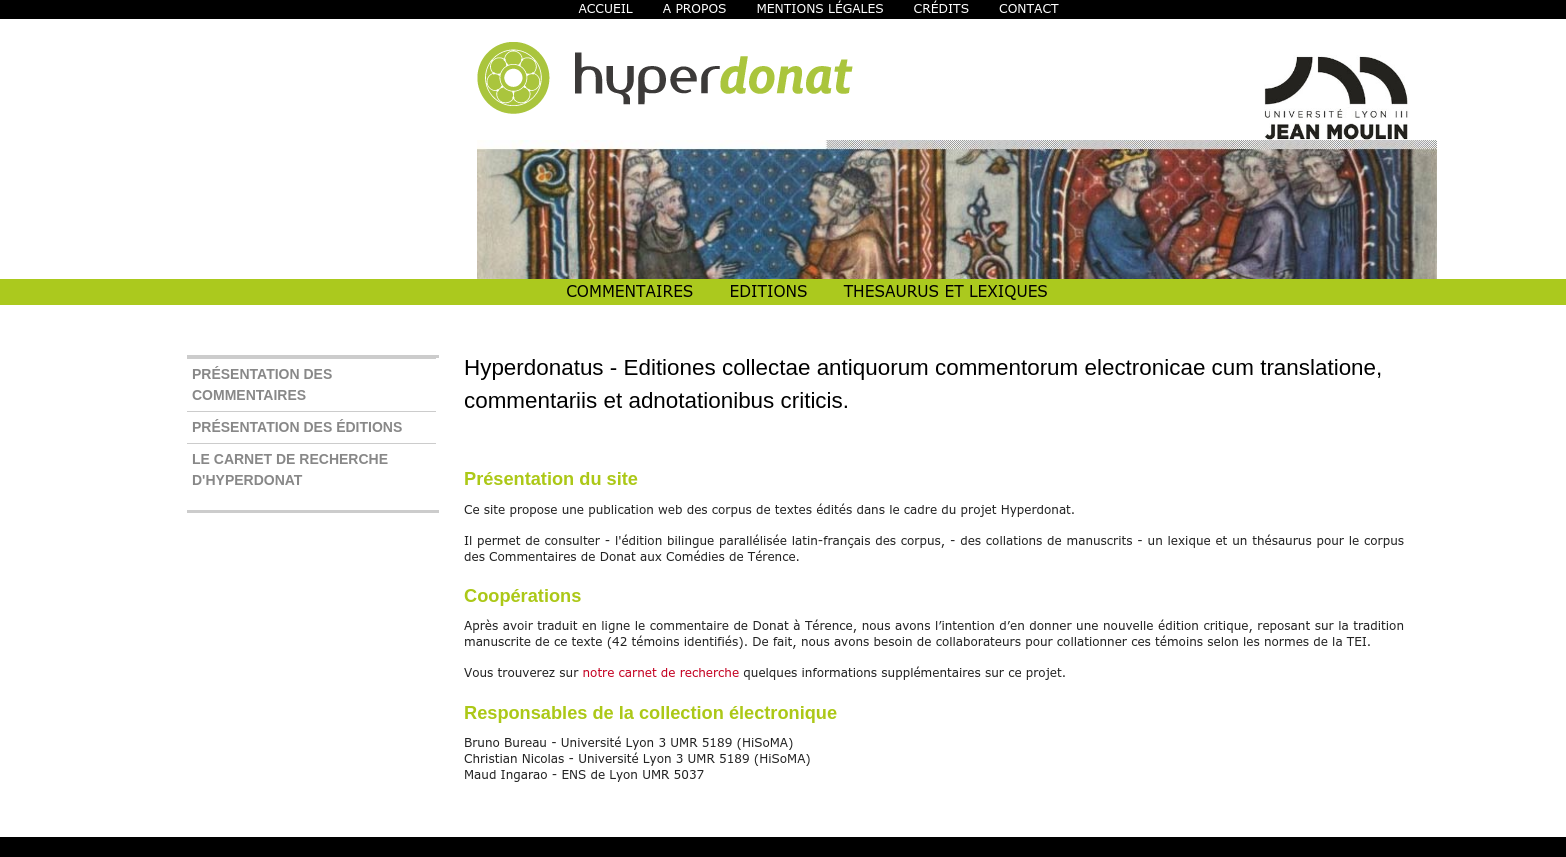 ACCUEIL A PROPOS MENTIONS LÉGALES CRÉDITS CONTACT
hyperdonat
UNIVERSITÉ LYON III
JEAN MOULIN
COMMENTAIRES EDITIONS THESAURUS ET LEXIQUES
PRÉSENTATION DES
COMMENTAIRES
PRÉSENTATION DES ÉDITIONS
LE CARNET DE RECHERCHE
D'HYPERDONAT
Hyperdonatus - Editiones collectae antiquorum commentorum electronicae cum translatione,
commentariis et adnotationibus criticis.
Présentation du site
Ce site propose une publication web des corpus de textes édités dans le cadre du projet Hyperdonat.
Il permet de consulter - l'édition bilingue parallélisée latin-français des corpus, - des collations de manuscrits - un lexique et un thésaurus pour le corpus
des Commentaires de Donat aux Comédies de Térence.
Coopérations
Après avoir traduit en ligne le commentaire de Donat à Térence, nous avons l’intention d’en donner une nouvelle édition critique, reposant sur la tradition
manuscrite de ce texte (42 témoins identifiés). De fait, nous avons besoin de collaborateurs pour collationner ces témoins selon les normes de la TEI.
Vous trouverez sur notre carnet de recherche quelques informations supplémentaires sur ce projet.
Responsables de la collection électronique
Bruno Bureau - Université Lyon 3 UMR 5189 (HiSoMA)
Christian Nicolas - Université Lyon 3 UMR 5189 (HiSoMA)
Maud Ingarao - ENS de Lyon UMR 5037